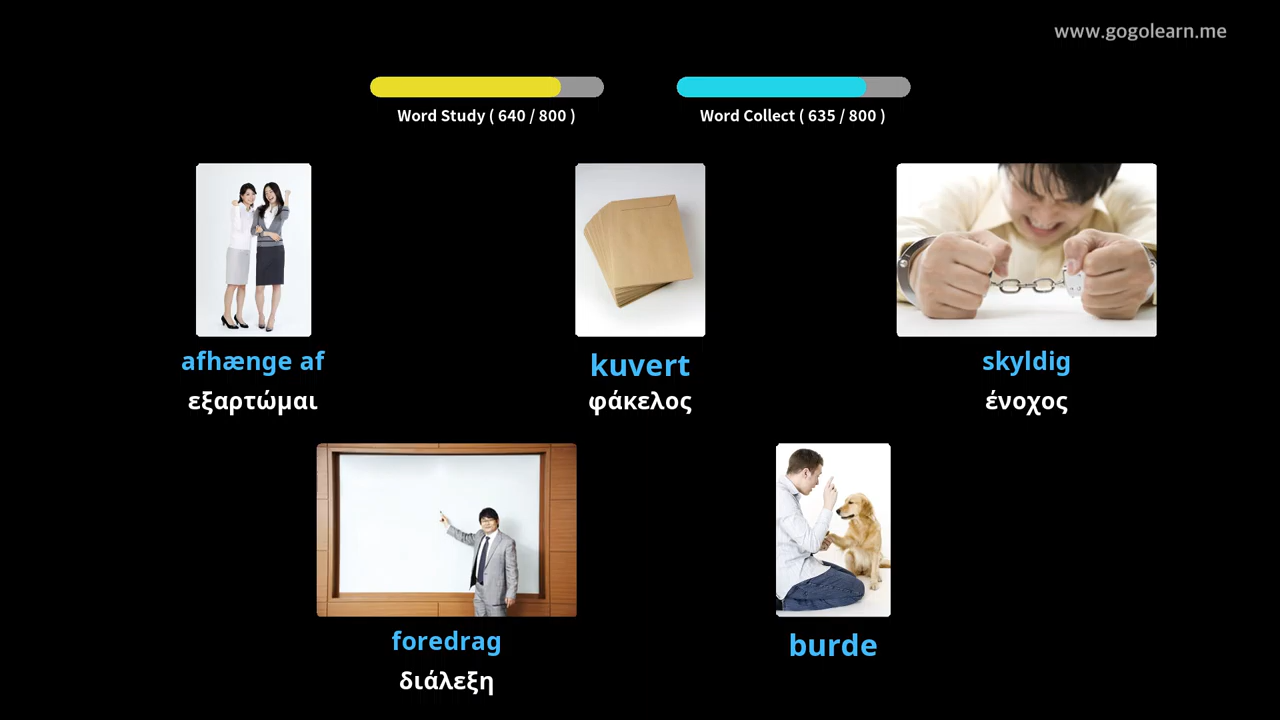 www.gogolearn.me
Word Study ( 640 / 800 )
Word Collect ( 635 / 800 )
afhænge af
εξαρτώμαι
kuvert
φάκελος
skyldig
ένοχος
foredrag
διάλεξη
burde